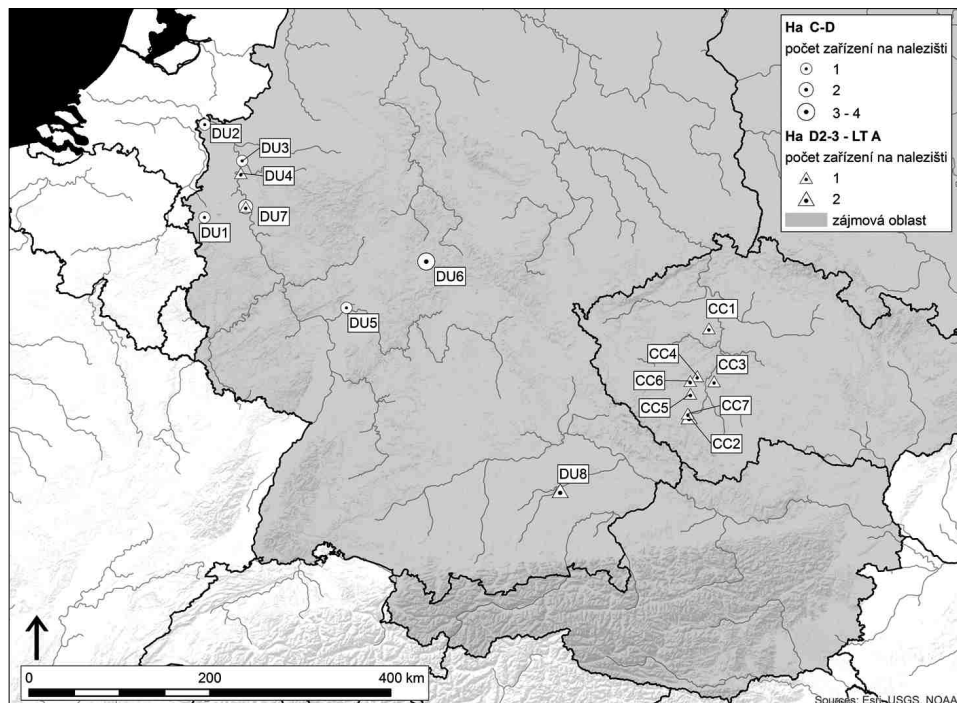 Ha C-D
počet zařízení na nalezišti
1
2
3 - 4
Ha D2-3 - LT A
počet zařízení na nalezišti
1
2
zájmová oblast
DU2
DU3
DU4
DU7
DU1
DU6
DU5
CC1
CC4
CC3
CC6
CC5
CC7
CC2
DU8
0 200 400 km
Sources: Esri, USGS, NOAA